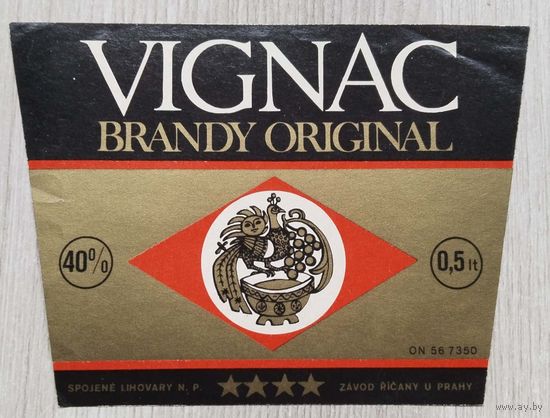 VIGNAC
BRANDY ORIGINAL
40%
0,5 lt
ON 56 7350
SPOJENÉ LIHOVARY N. P. ★★★★ ZÁVOD ŘÍČANY U PRAHY
www.ay.by